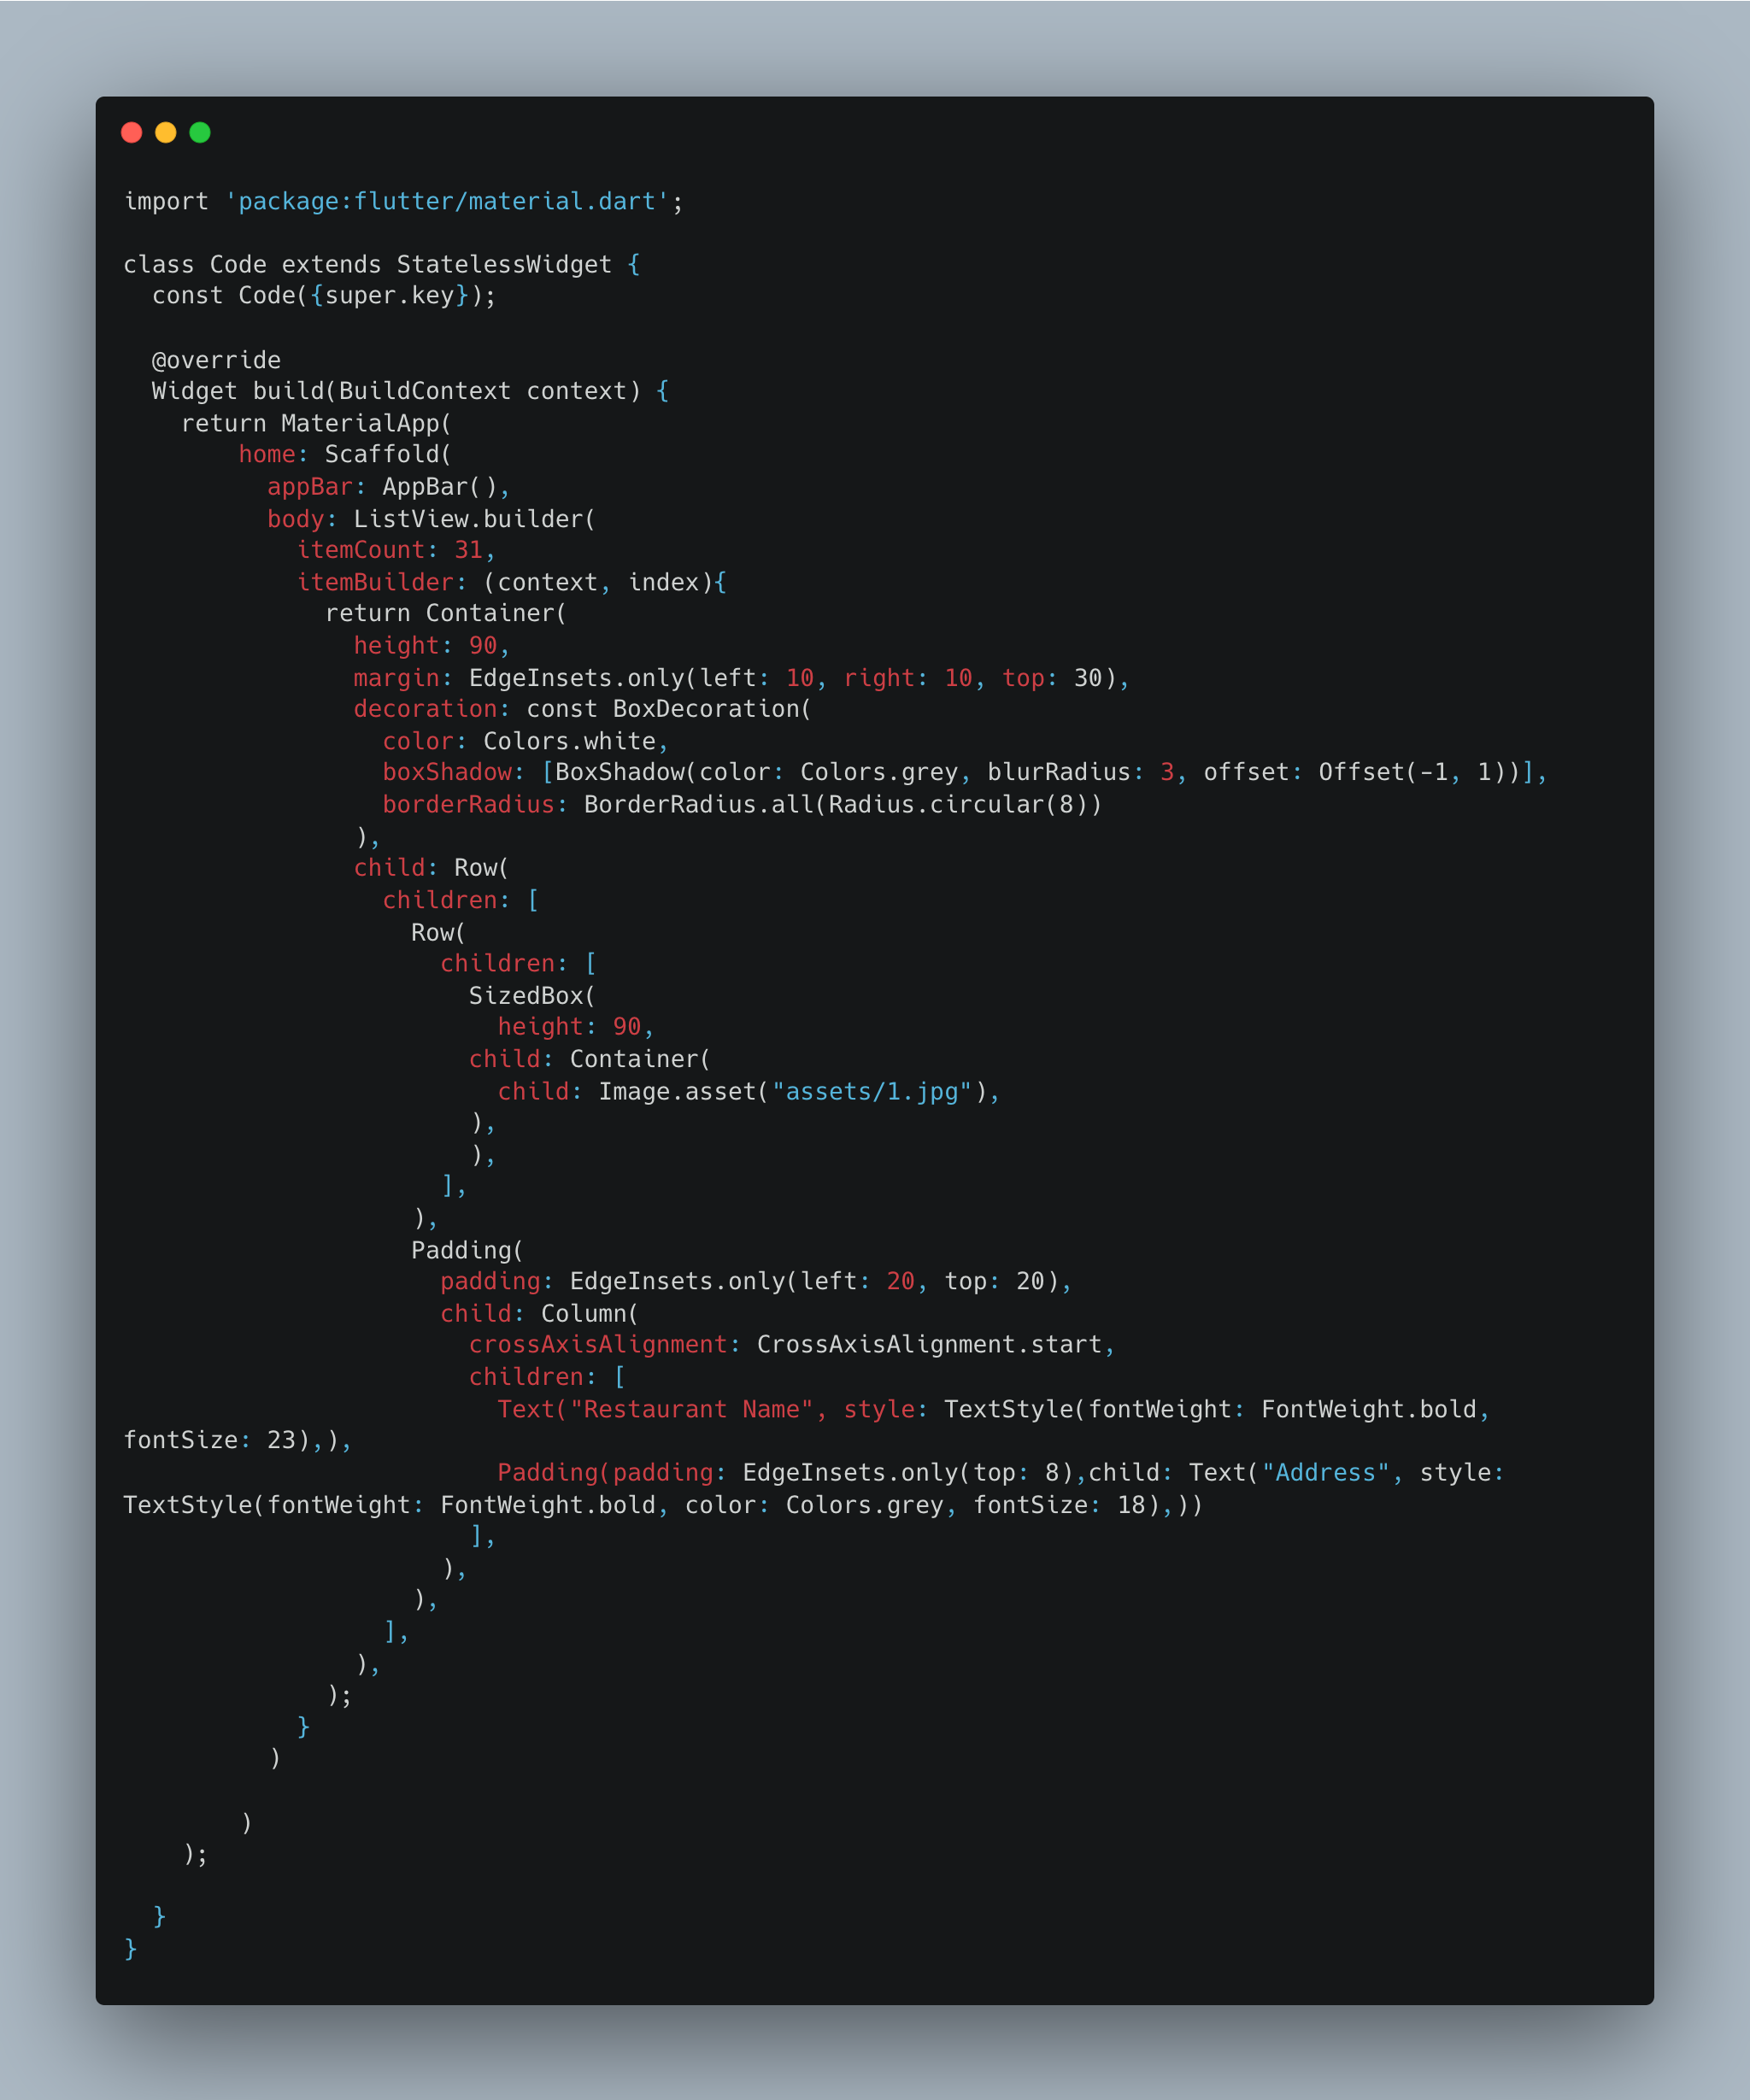 import 'package:flutter/material.dart';

class Code extends StatelessWidget {
  const Code({super.key});

  @override
  Widget build(BuildContext context) {
    return MaterialApp(
        home: Scaffold(
          appBar: AppBar(),
          body: ListView.builder(
            itemCount: 31,
            itemBuilder: (context, index){
              return Container(
                height: 90,
                margin: EdgeInsets.only(left: 10, right: 10, top: 30),
                decoration: const BoxDecoration(
                  color: Colors.white,
                  boxShadow: [BoxShadow(color: Colors.grey, blurRadius: 3, offset: Offset(-1, 1))],
                  borderRadius: BorderRadius.all(Radius.circular(8))
                ),
                child: Row(
                  children: [
                    Row(
                      children: [
                        SizedBox(
                          height: 90,
                        child: Container(
                          child: Image.asset("assets/1.jpg"),
                        ),
                        ),
                      ],
                    ),
                    Padding(
                      padding: EdgeInsets.only(left: 20, top: 20),
                      child: Column(
                        crossAxisAlignment: CrossAxisAlignment.start,
                        children: [
                          Text("Restaurant Name", style: TextStyle(fontWeight: FontWeight.bold,
fontSize: 23),),
                          Padding(padding: EdgeInsets.only(top: 8),child: Text("Address", style:
TextStyle(fontWeight: FontWeight.bold, color: Colors.grey, fontSize: 18),))
                        ],
                      ),
                    ),
                  ],
                ),
              );
            }
          )

        )
    );

  }
}